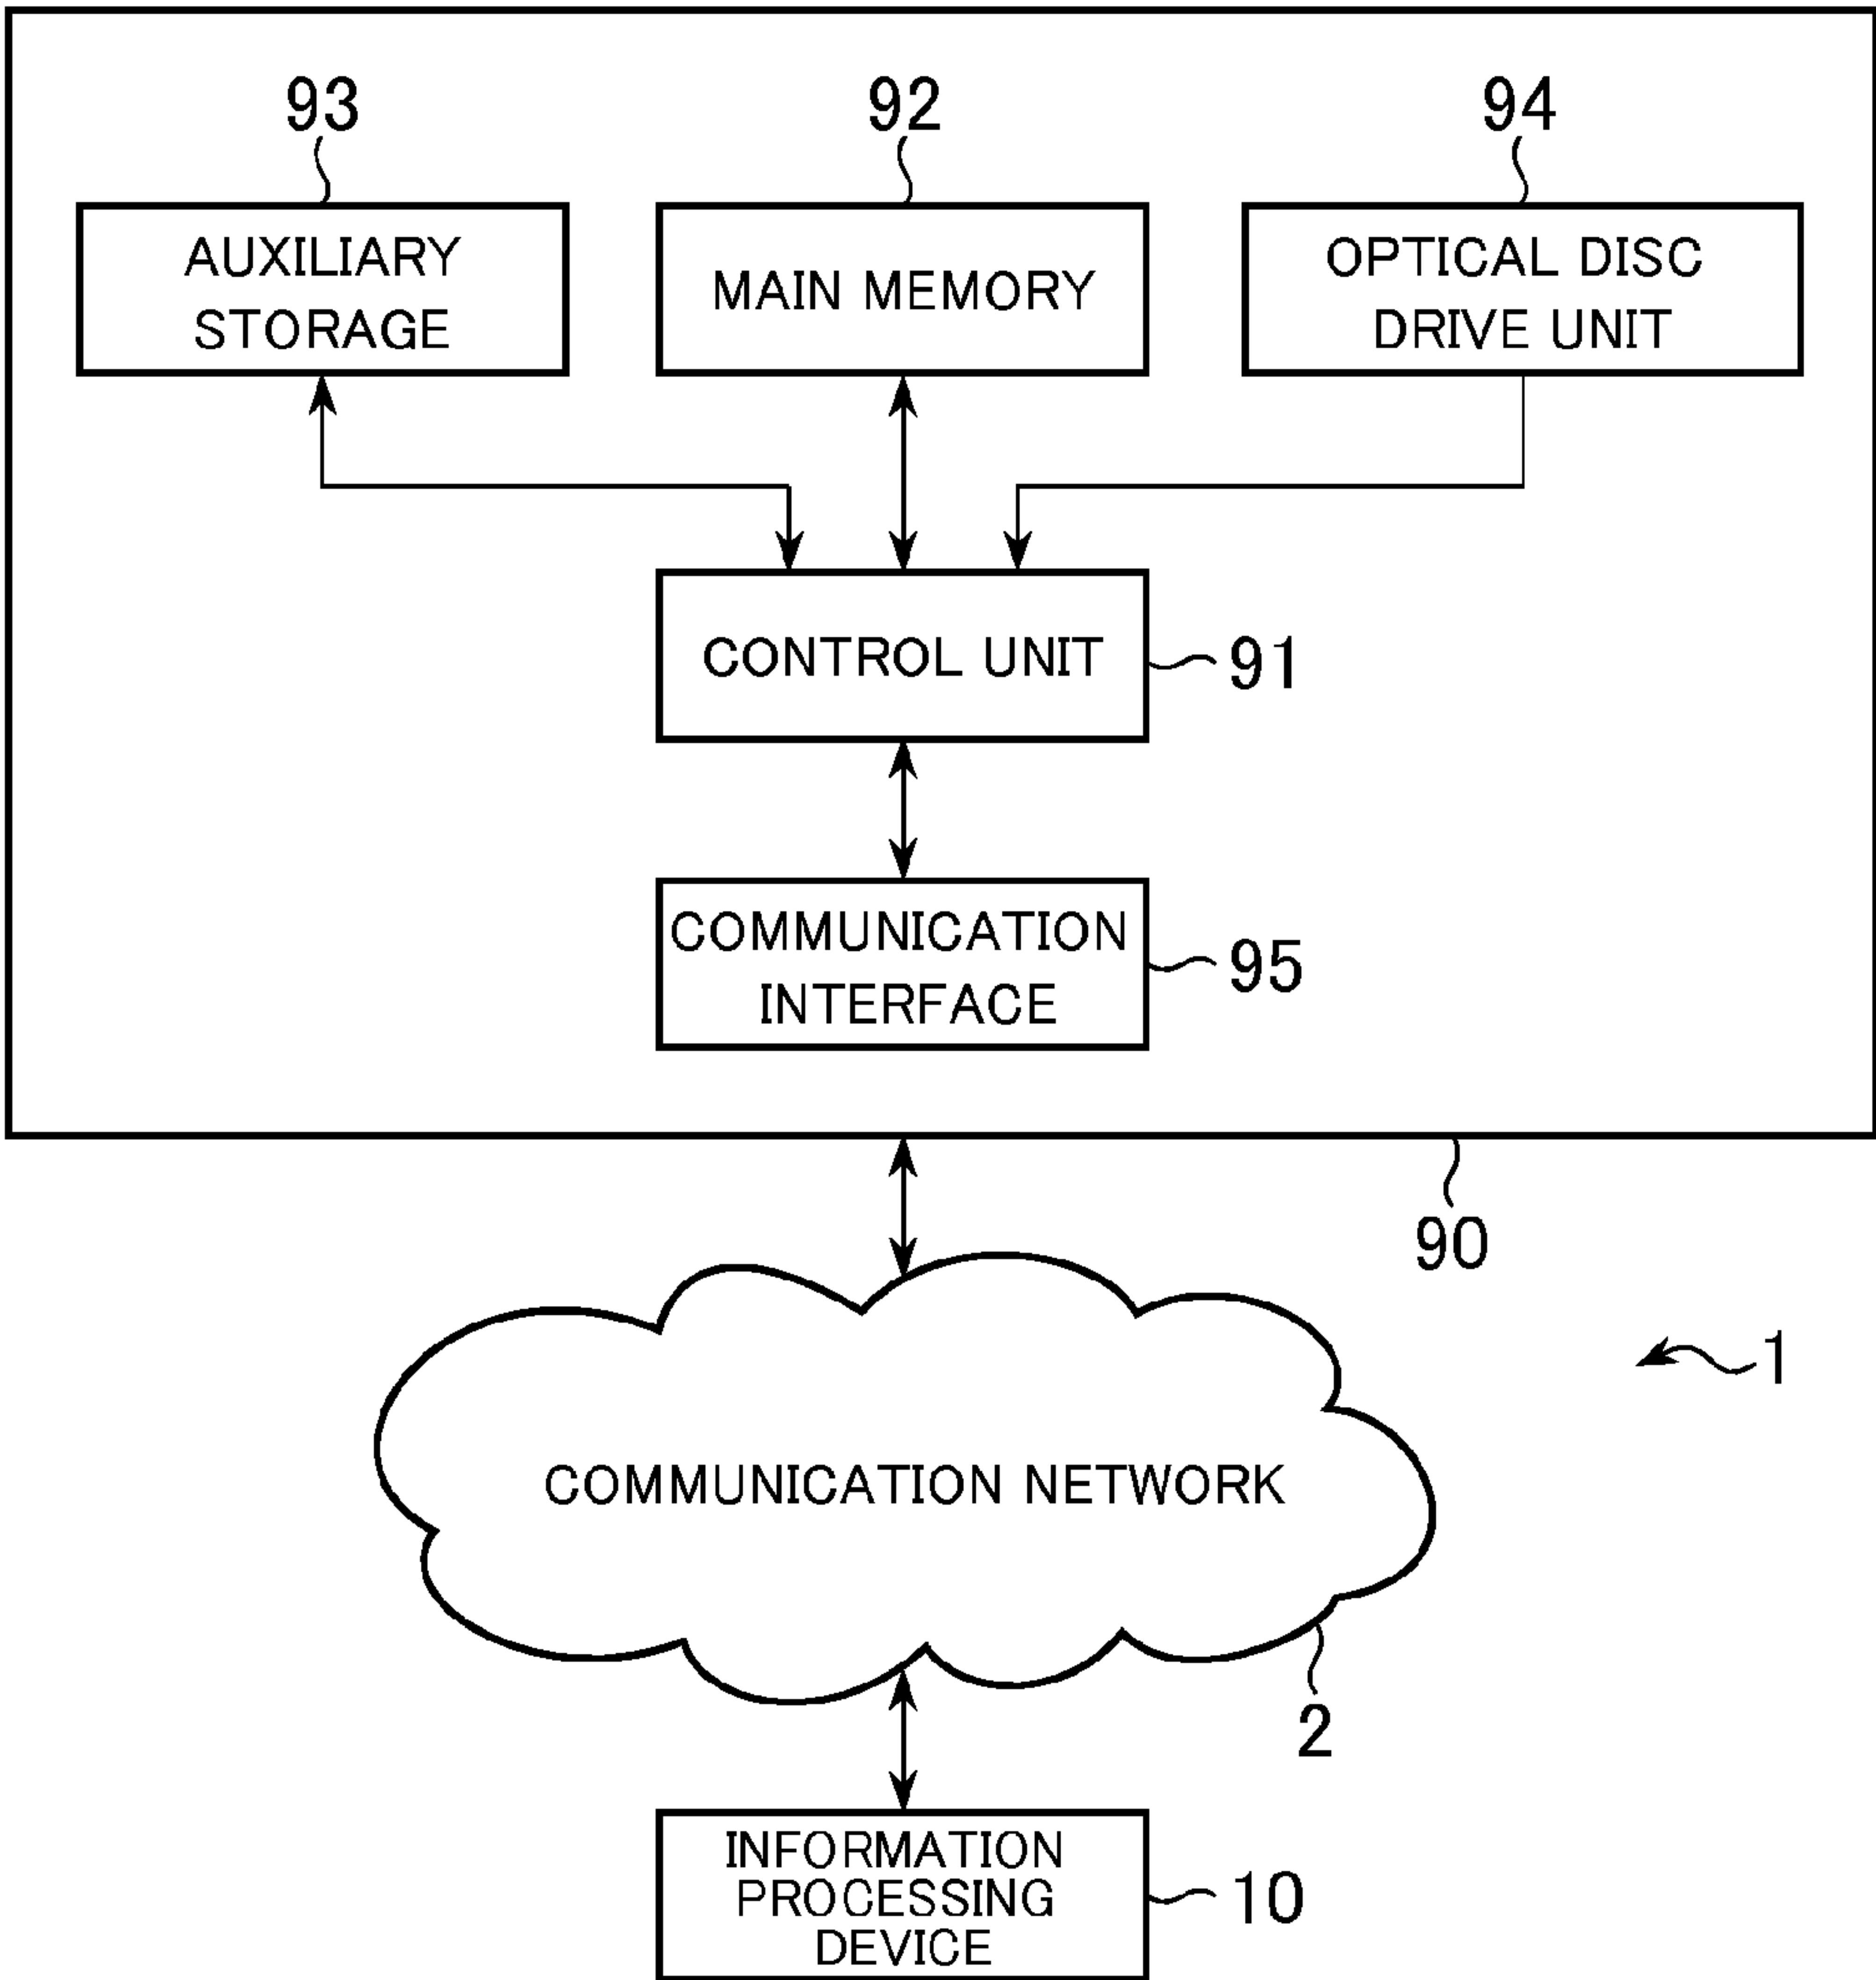 93
92
94
AUXILIARY
STORAGE
MAIN MEMORY
OPTICAL DISC
DRIVE UNIT
CONTROL UNIT
91
COMMUNICATION
INTERFACE
95
90
1
COMMUNICATION NETWORK
2
INFORMATION
PROCESSING
DEVICE
10